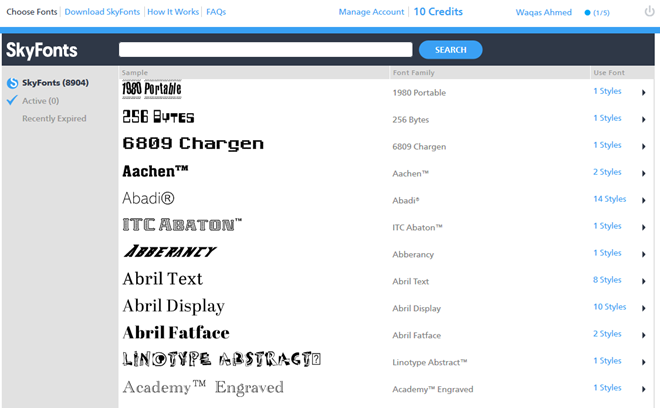 Choose Fonts Download SkyFonts How It Works FAQs Manage Account 10 Credits Waqas Ahmed (1/5)
SkyFonts SEARCH
Sample Font Family Use Font
SkyFonts (8904)
Active (0)
Recently Expired
1980 Portable 1980 Portable 1 Styles
256 Bytes 256 Bytes 1 Styles
6809 Chargen 6809 Chargen 1 Styles
Aachen™ Aachen™ 2 Styles
Abadi® Abadi® 14 Styles
ITC Abaton™ ITC Abaton™ 1 Styles
Abberancy Abberancy 1 Styles
Abril Text Abril Text 8 Styles
Abril Display Abril Display 10 Styles
Abril Fatface Abril Fatface 2 Styles
Linotype Abstract▯ Linotype Abstract™ 1 Styles
Academy™ Engraved Academy™ Engraved 1 Styles